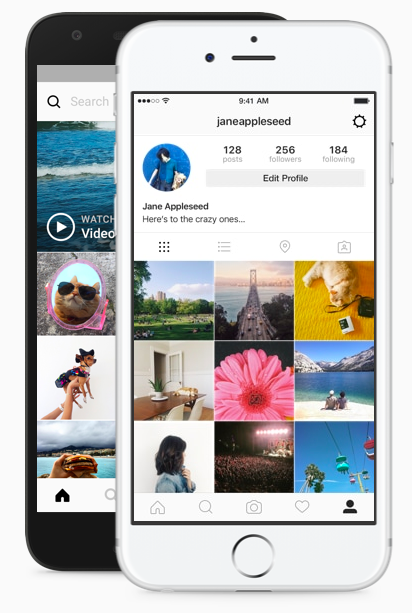 Search
WATCH
Video
9:41 AM
janeappleseed
128
posts
256
followers
184
following
Edit Profile
Jane Appleseed
Here's to the crazy ones...